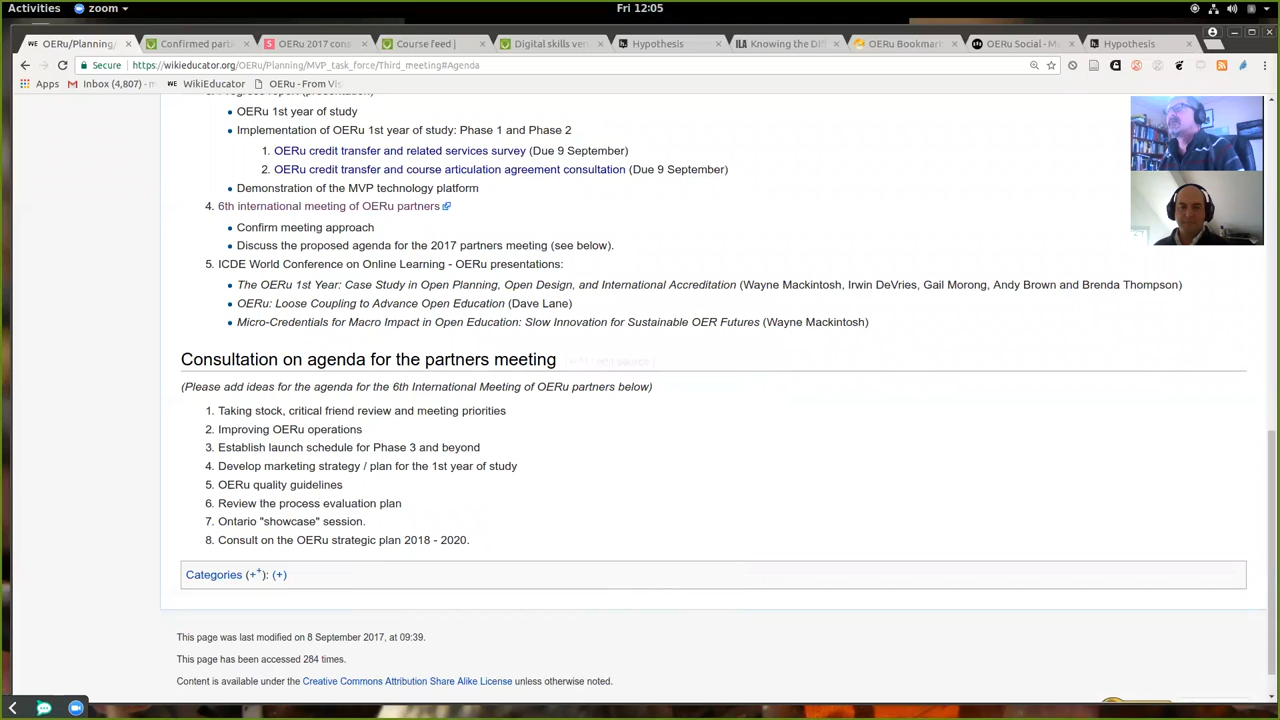 Activities
zoom
Fri 12:05
OERu/Planning/
Confirmed part
OERu 2017 cons
Course feed |
Digital skills ven
Hypothesis
Knowing the Dif
OERu Bookmar
OERu Social - M
Hypothesis
Secure
https://wikieducator.org/OERu/Planning/MVP_task_force/Third_meeting#Agenda
Apps
Inbox (4,807) - m
WikiEducator
OERu - From Vis
OERu 1st year of study
Implementation of OERu 1st year of study: Phase 1 and Phase 2
1. OERu credit transfer and related services survey (Due 9 September)
2. OERu credit transfer and course articulation agreement consultation (Due 9 September)
Demonstration of the MVP technology platform
4. 6th international meeting of OERu partners
Confirm meeting approach
Discuss the proposed agenda for the 2017 partners meeting (see below).
5. ICDE World Conference on Online Learning - OERu presentations:
The OERu 1st Year: Case Study in Open Planning, Open Design, and International Accreditation (Wayne Mackintosh, Irwin DeVries, Gail Morong, Andy Brown and Brenda Thompson)
OERu: Loose Coupling to Advance Open Education (Dave Lane)
Micro-Credentials for Macro Impact in Open Education: Slow Innovation for Sustainable OER Futures (Wayne Mackintosh)
Consultation on agenda for the partners meeting
(Please add ideas for the agenda for the 6th International Meeting of OERu partners below)
1. Taking stock, critical friend review and meeting priorities
2. Improving OERu operations
3. Establish launch schedule for Phase 3 and beyond
4. Develop marketing strategy / plan for the 1st year of study
5. OERu quality guidelines
6. Review the process evaluation plan
7. Ontario "showcase" session.
8. Consult on the OERu strategic plan 2018 - 2020.
Categories (++): (+)
This page was last modified on 8 September 2017, at 09:39.
This page has been accessed 284 times.
Content is available under the Creative Commons Attribution Share Alike License unless otherwise noted.